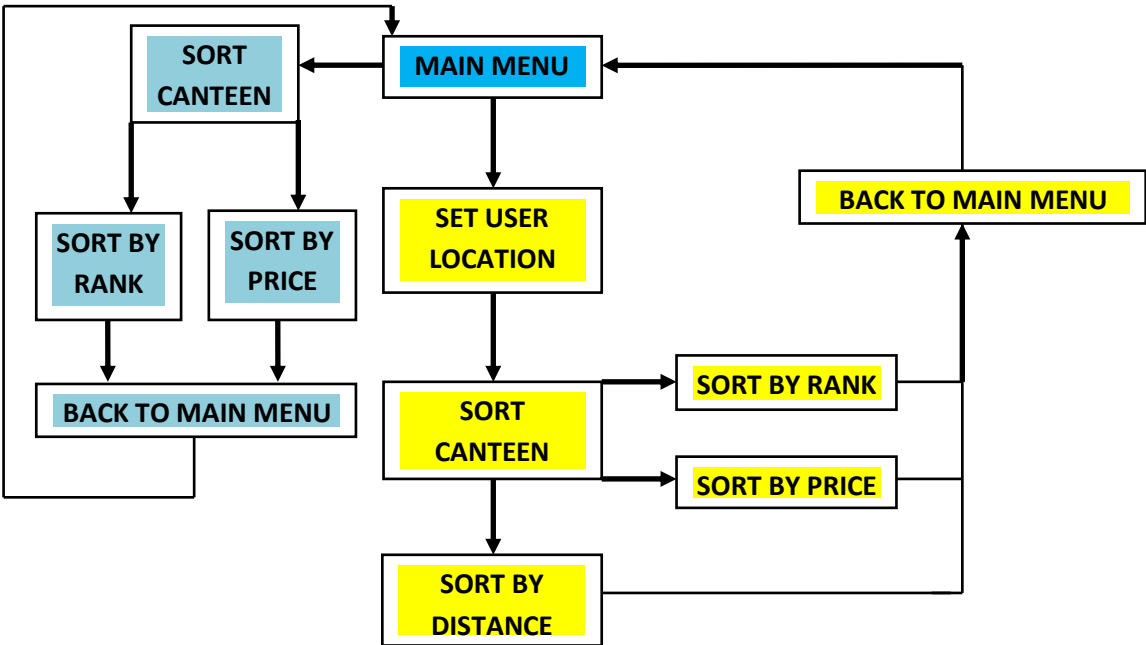 SORT
CANTEEN
MAIN MENU
BACK TO MAIN MENU
SET USER
LOCATION
SORT BY
RANK
SORT BY
PRICE
SORT BY RANK
BACK TO MAIN MENU
SORT
CANTEEN
SORT BY PRICE
SORT BY
DISTANCE